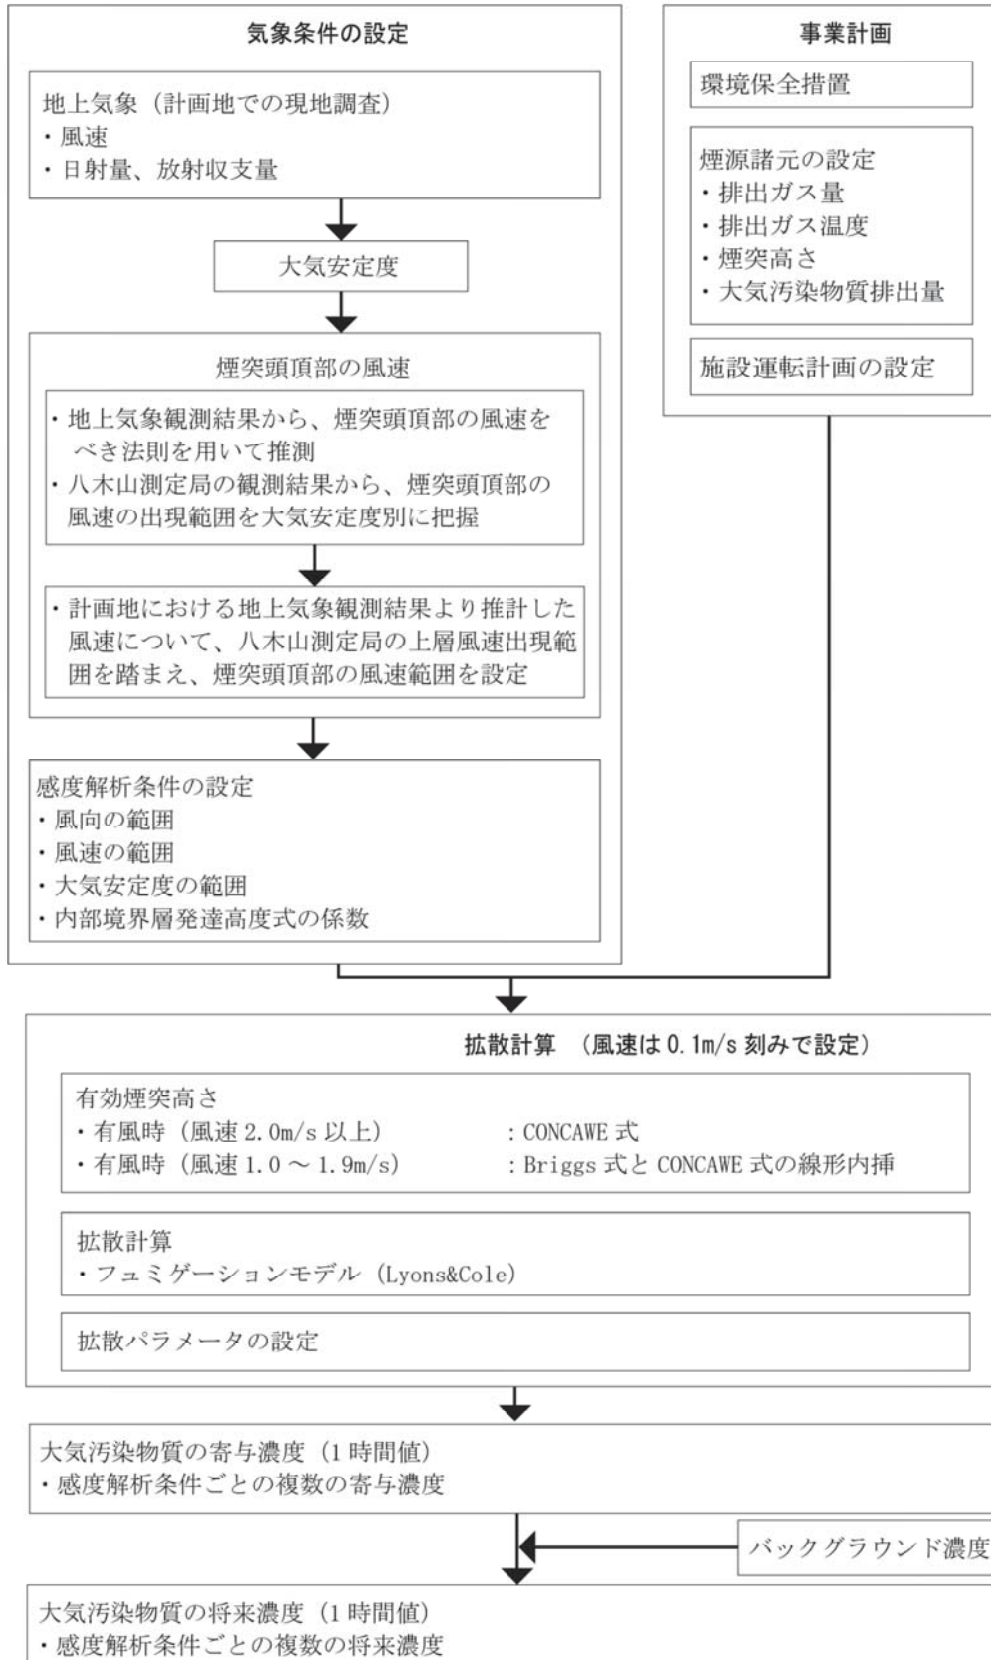 気象条件の設定
地上気象（計画地での現地調査）
・風速
・日射量、放射収支量
大気安定度
煙突頭頂部の風速
・地上気象観測結果から、煙突頭頂部の風速を
べき法則を用いて推測
・八木山測定局の観測結果から、煙突頭頂部の
風速の出現範囲を大気安定度別に把握
・計画地における地上気象観測結果より推計した
風速について、八木山測定局の上層風速出現範
囲を踏まえ、煙突頭頂部の風速範囲を設定
感度解析条件の設定
・風向の範囲
・風速の範囲
・大気安定度の範囲
・内部境界層発達高度式の係数
事業計画
環境保全措置
煙源諸元の設定
・排出ガス量
・排出ガス温度
・煙突高さ
・大気汚染物質排出量
施設運転計画の設定
拡散計算　（風速は 0.1m/s 刻みで設定）
有効煙突高さ
・有風時（風速 2.0m/s 以上）　：CONCAWE 式
・有風時（風速 1.0 ～ 1.9m/s）　：Briggs 式と CONCAWE 式の線形内挿
拡散計算
・フュミゲーションモデル（Lyons&Cole）
拡散パラメータの設定
大気汚染物質の寄与濃度（1 時間値）
・感度解析条件ごとの複数の寄与濃度
バックグラウンド濃度
大気汚染物質の将来濃度（1 時間値）
・感度解析条件ごとの複数の将来濃度